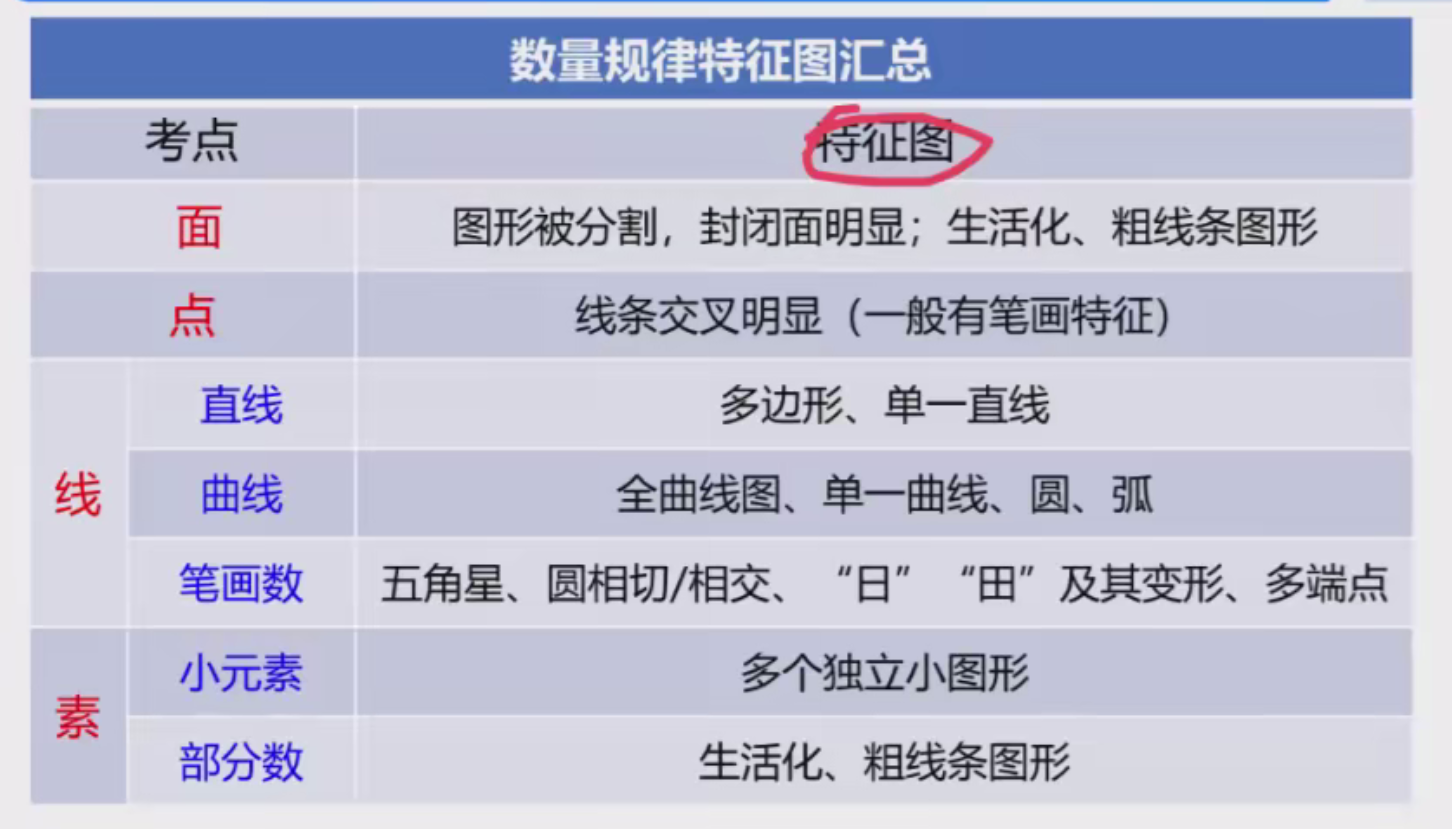 数量规律特征图汇总
考点 特征图
面 图形被分割，封闭面明显；生活化、粗线条图形
点 线条交叉明显（一般有笔画特征）
线 直线 多边形、单一直线
曲线 全曲线图、单一曲线、圆、弧
笔画数 五角星、圆相切/相交、“日”“田”及其变形、多端点
素 小元素 多个独立小图形
部分数 生活化、粗线条图形